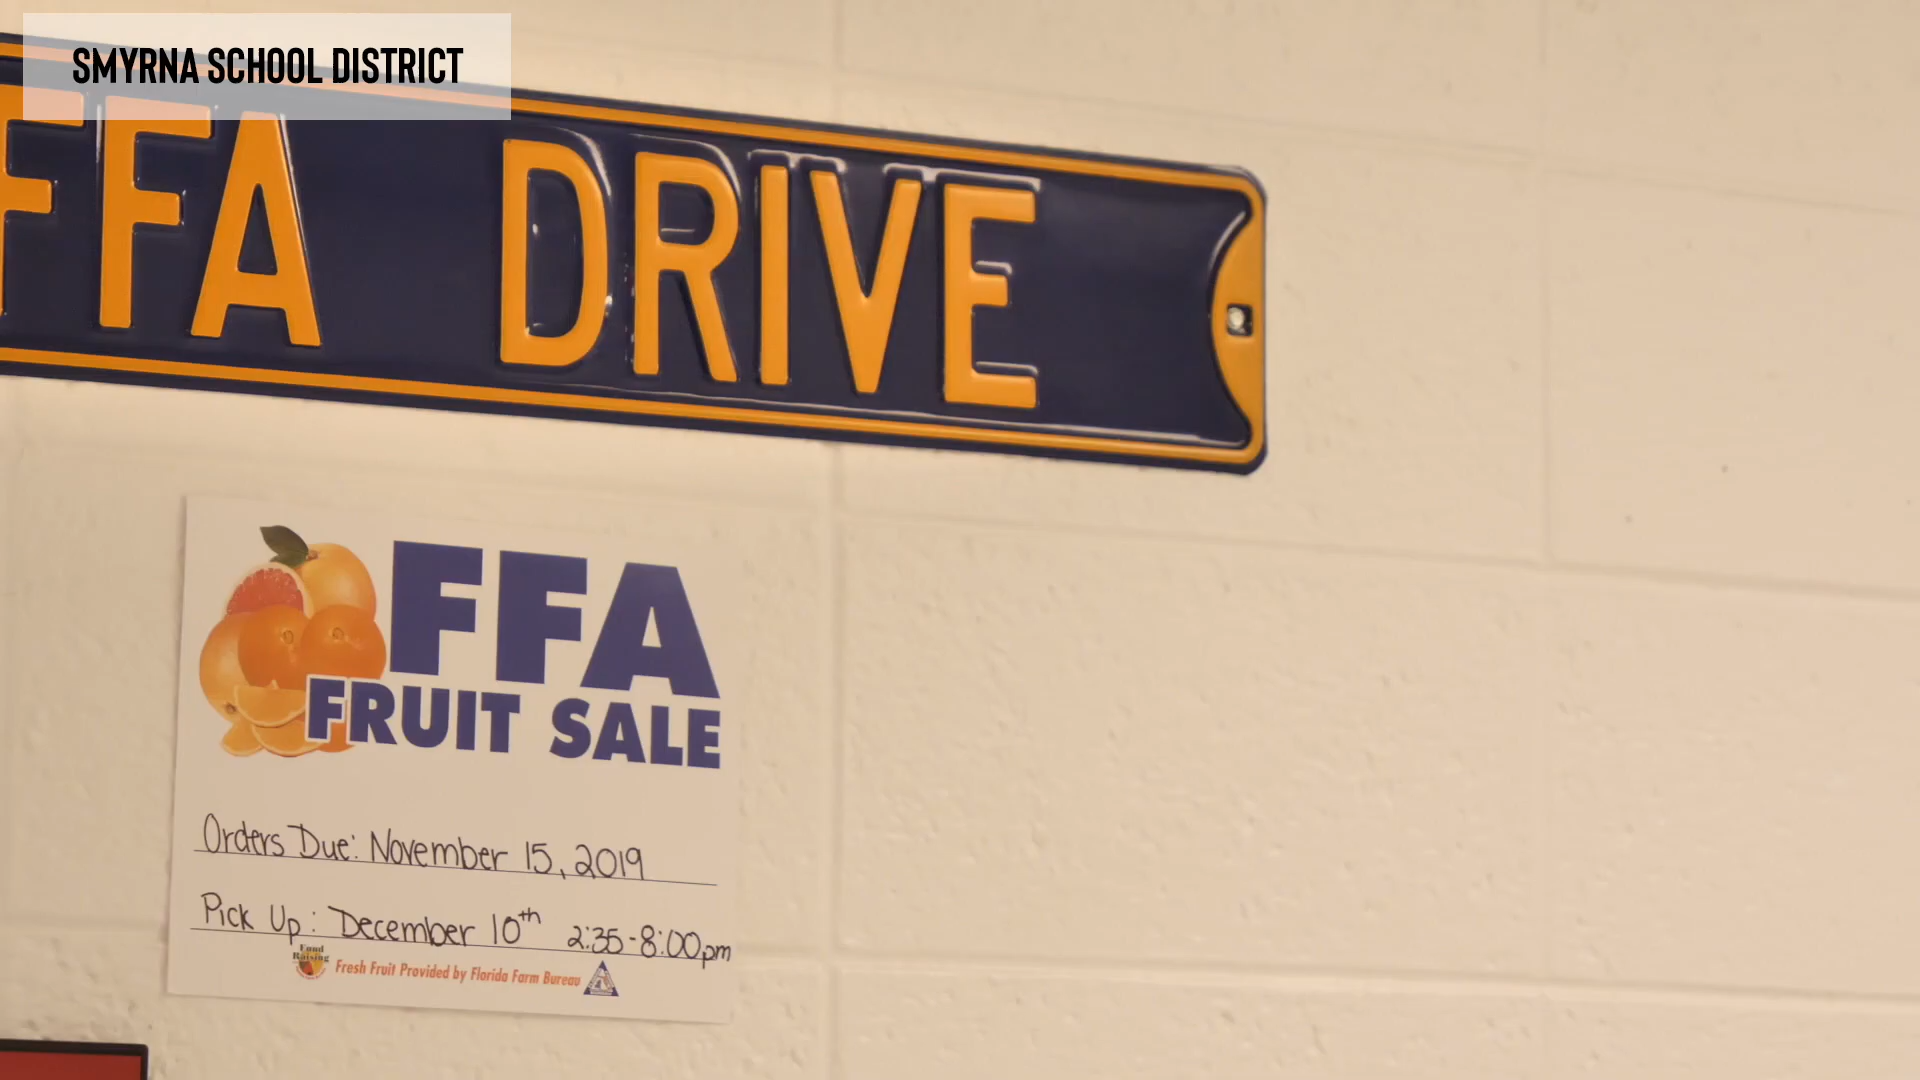 SMYRNA SCHOOL DISTRICT
FFA DRIVE
FFA
FRUIT SALE
Orders Due: November 15, 2019
Pick Up: December 10th 2:35-8:00pm
Fund
Raising
Fresh Fruit Provided by Florida Farm Bureau